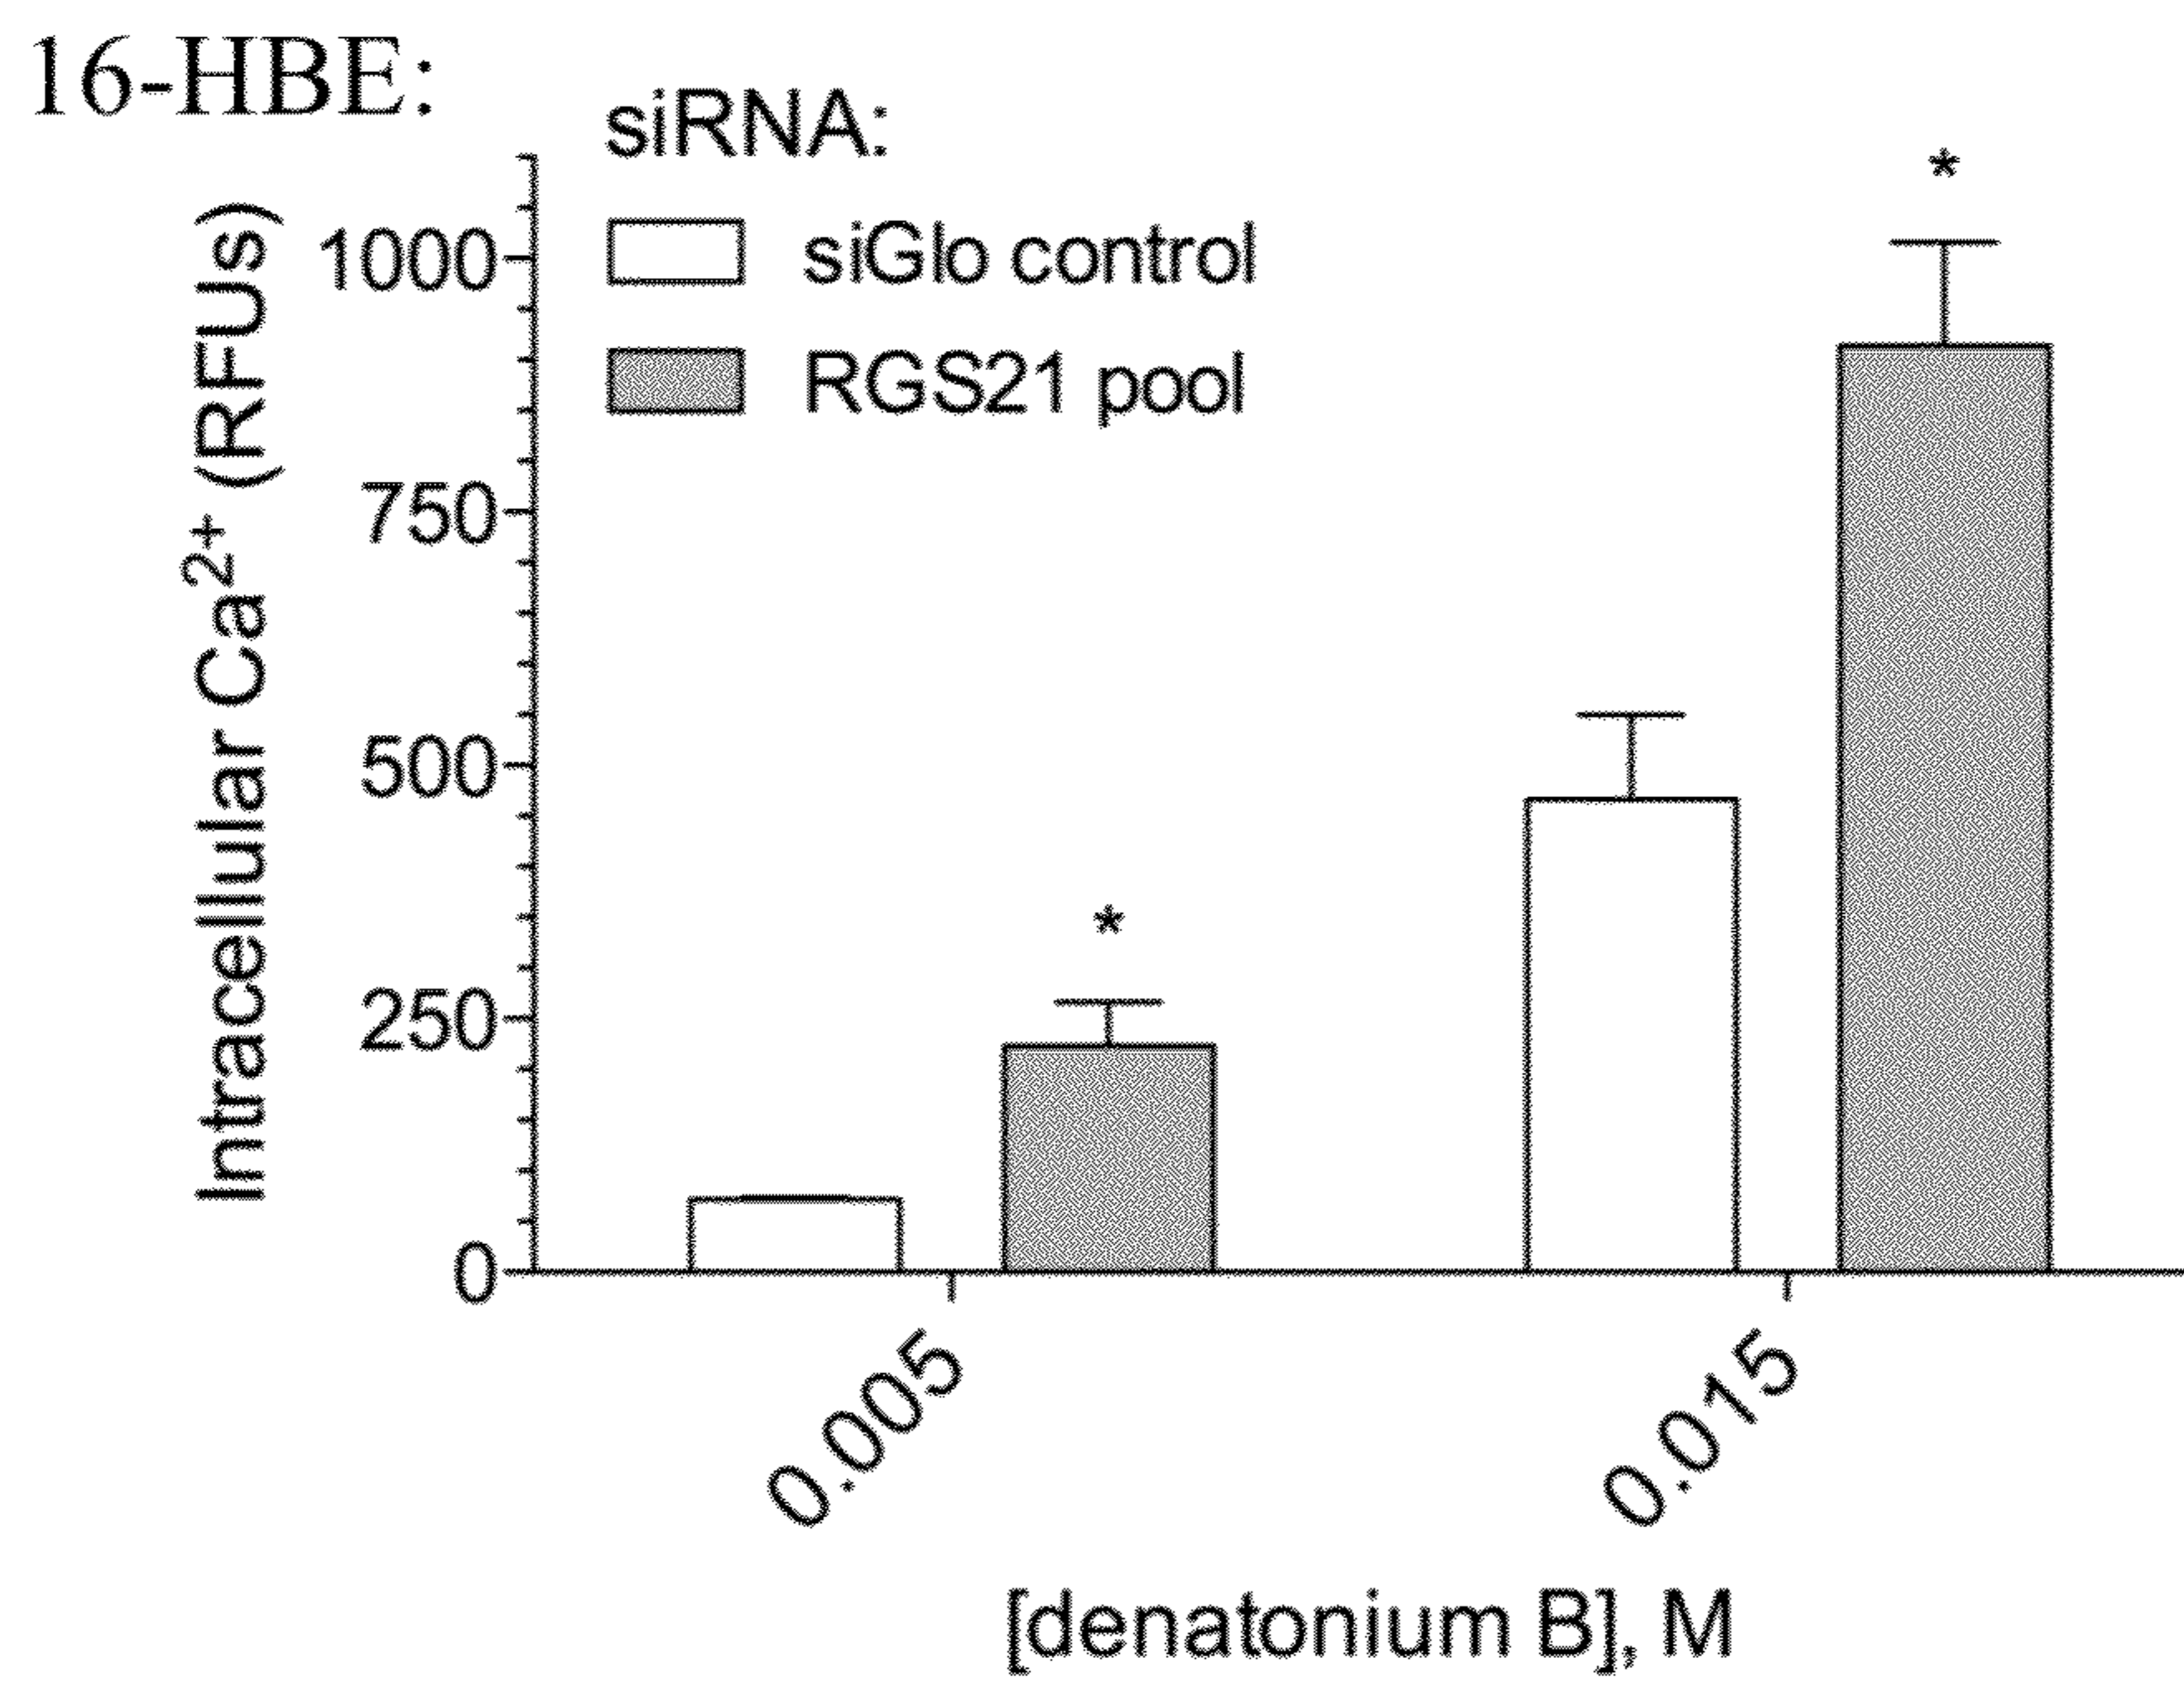 16-HBE:
siRNA:
siGlo control
RGS21 pool
*
*
Intracellular Ca²⁺ (RFUs)
1000
750
500
250
0
0.005
0.015
[denatonium B], M